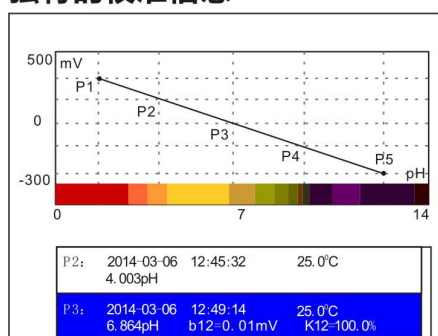 500
mV
P1
P2
0
P3
P4
P5
-300
pH
0 7 14
P2: 2014-03-06 12:45:32 25.0°C
4.003pH
P3: 2014-03-06 12:49:14 25.0°C
6.864pH b12=0.01mV K12=100.0%